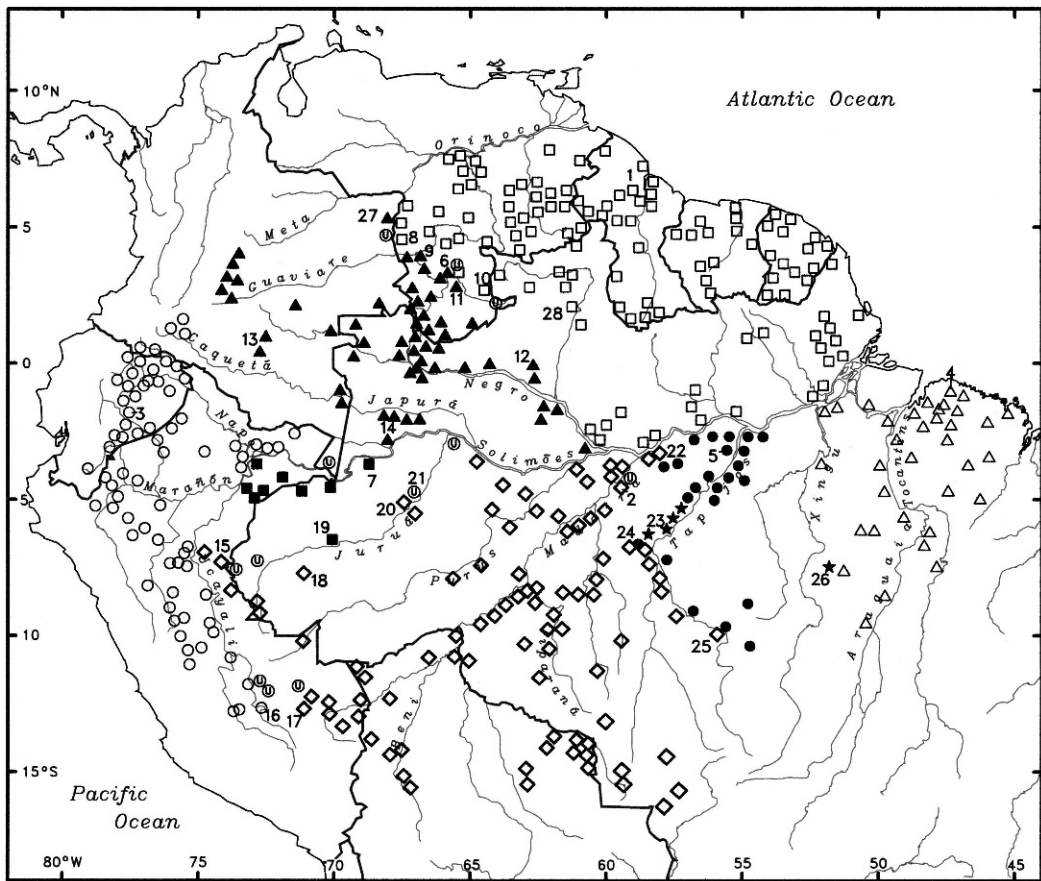 10°N
Atlantic Ocean
Orinoco
1
5
27
Meta
U
8
9
6 U
Guaviare
10
U
11
28
13
12
Caquetá
0
Negro
4
3
Japurá
Napo
14
Solimões
U
22
5
Tocantins
U
7
Marañón
21
U
U
2
Xingu
5
20
Madeira
23
Tapajós
19
24
Juruá
15
Purus
U
U
18
26
Ucayali
Araguaia
10
25
Jiparaná
U
U
U
16
17
Beni
15°S
Pacific
Ocean
80°W
75
70
65
60
55
50
45